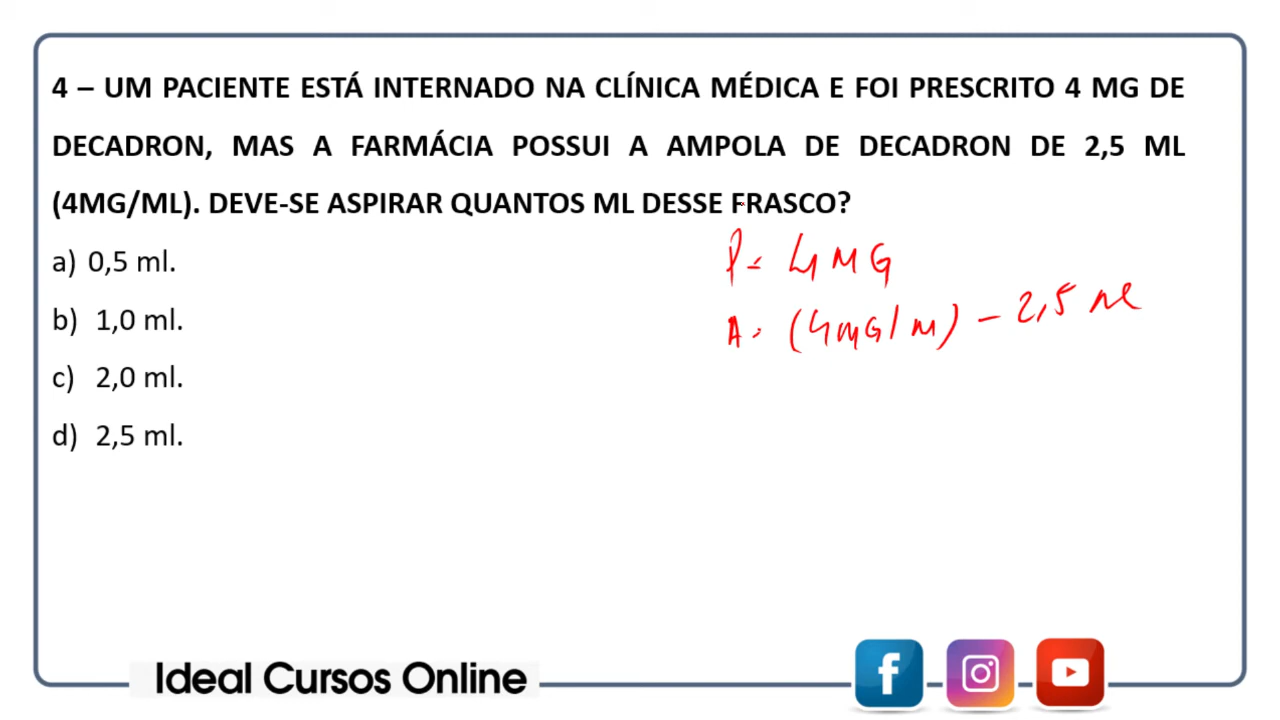 4 – UM PACIENTE ESTÁ INTERNADO NA CLÍNICA MÉDICA E FOI PRESCRITO 4 MG DE
DECADRON, MAS A FARMÁCIA POSSUI A AMPOLA DE DECADRON DE 2,5 ML
(4MG/ML). DEVE-SE ASPIRAR QUANTOS ML DESSE FRASCO?
a) 0,5 ml.
P= 4MG
b) 1,0 ml.
A= (4mG/m) - 2,5 ml
c) 2,0 ml.
d) 2,5 ml.
Ideal Cursos Online